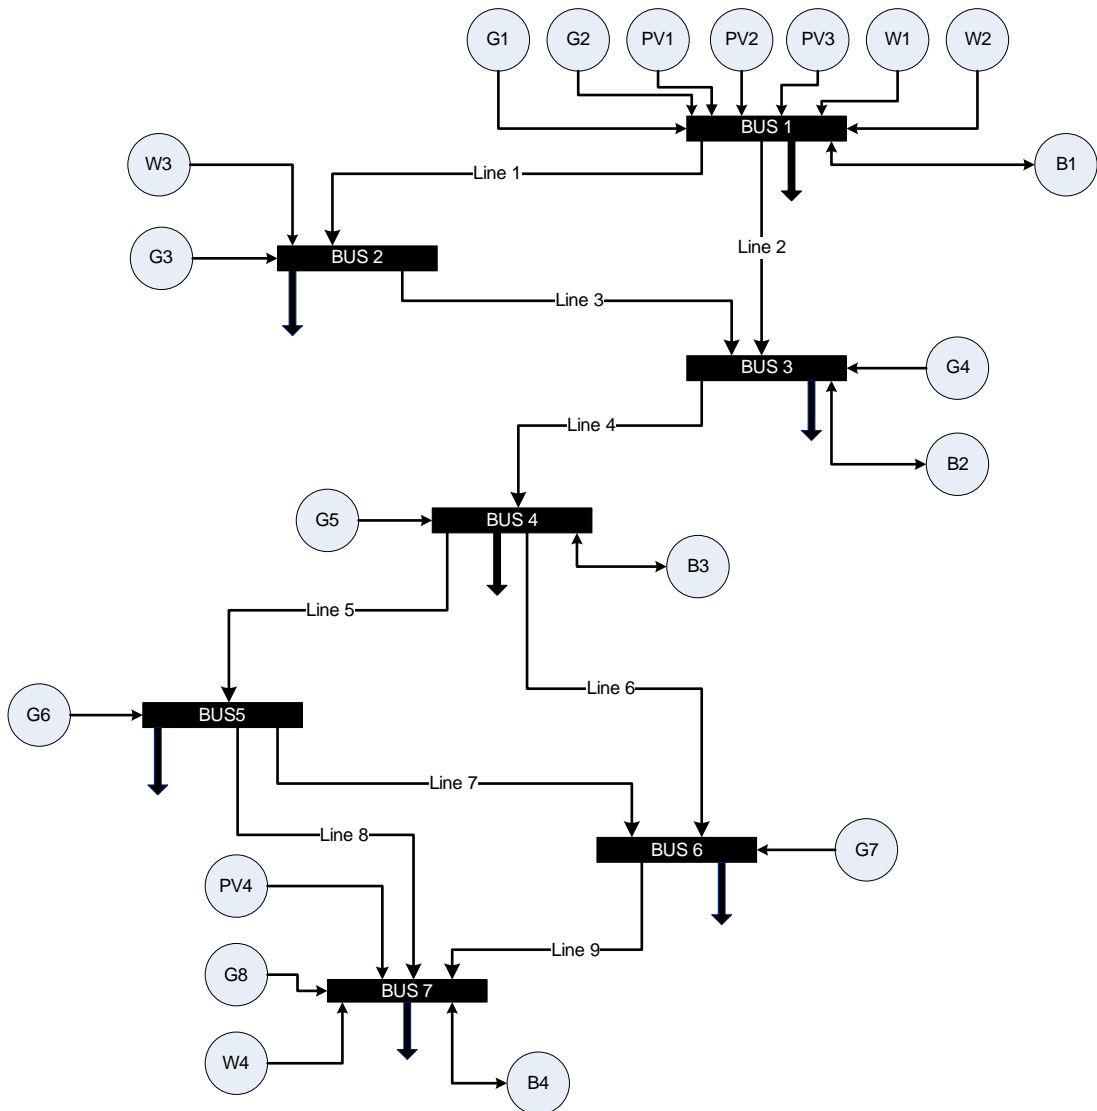 G1
G2
PV1
PV2
PV3
W1
W2
BUS 1
W3
Line 1
B1
G3
BUS 2
Line 2
Line 3
BUS 3
G4
Line 4
B2
G5
BUS 4
B3
Line 5
Line 6
G6
BUS5
Line 7
Line 8
BUS 6
G7
PV4
Line 9
G8
BUS 7
W4
B4